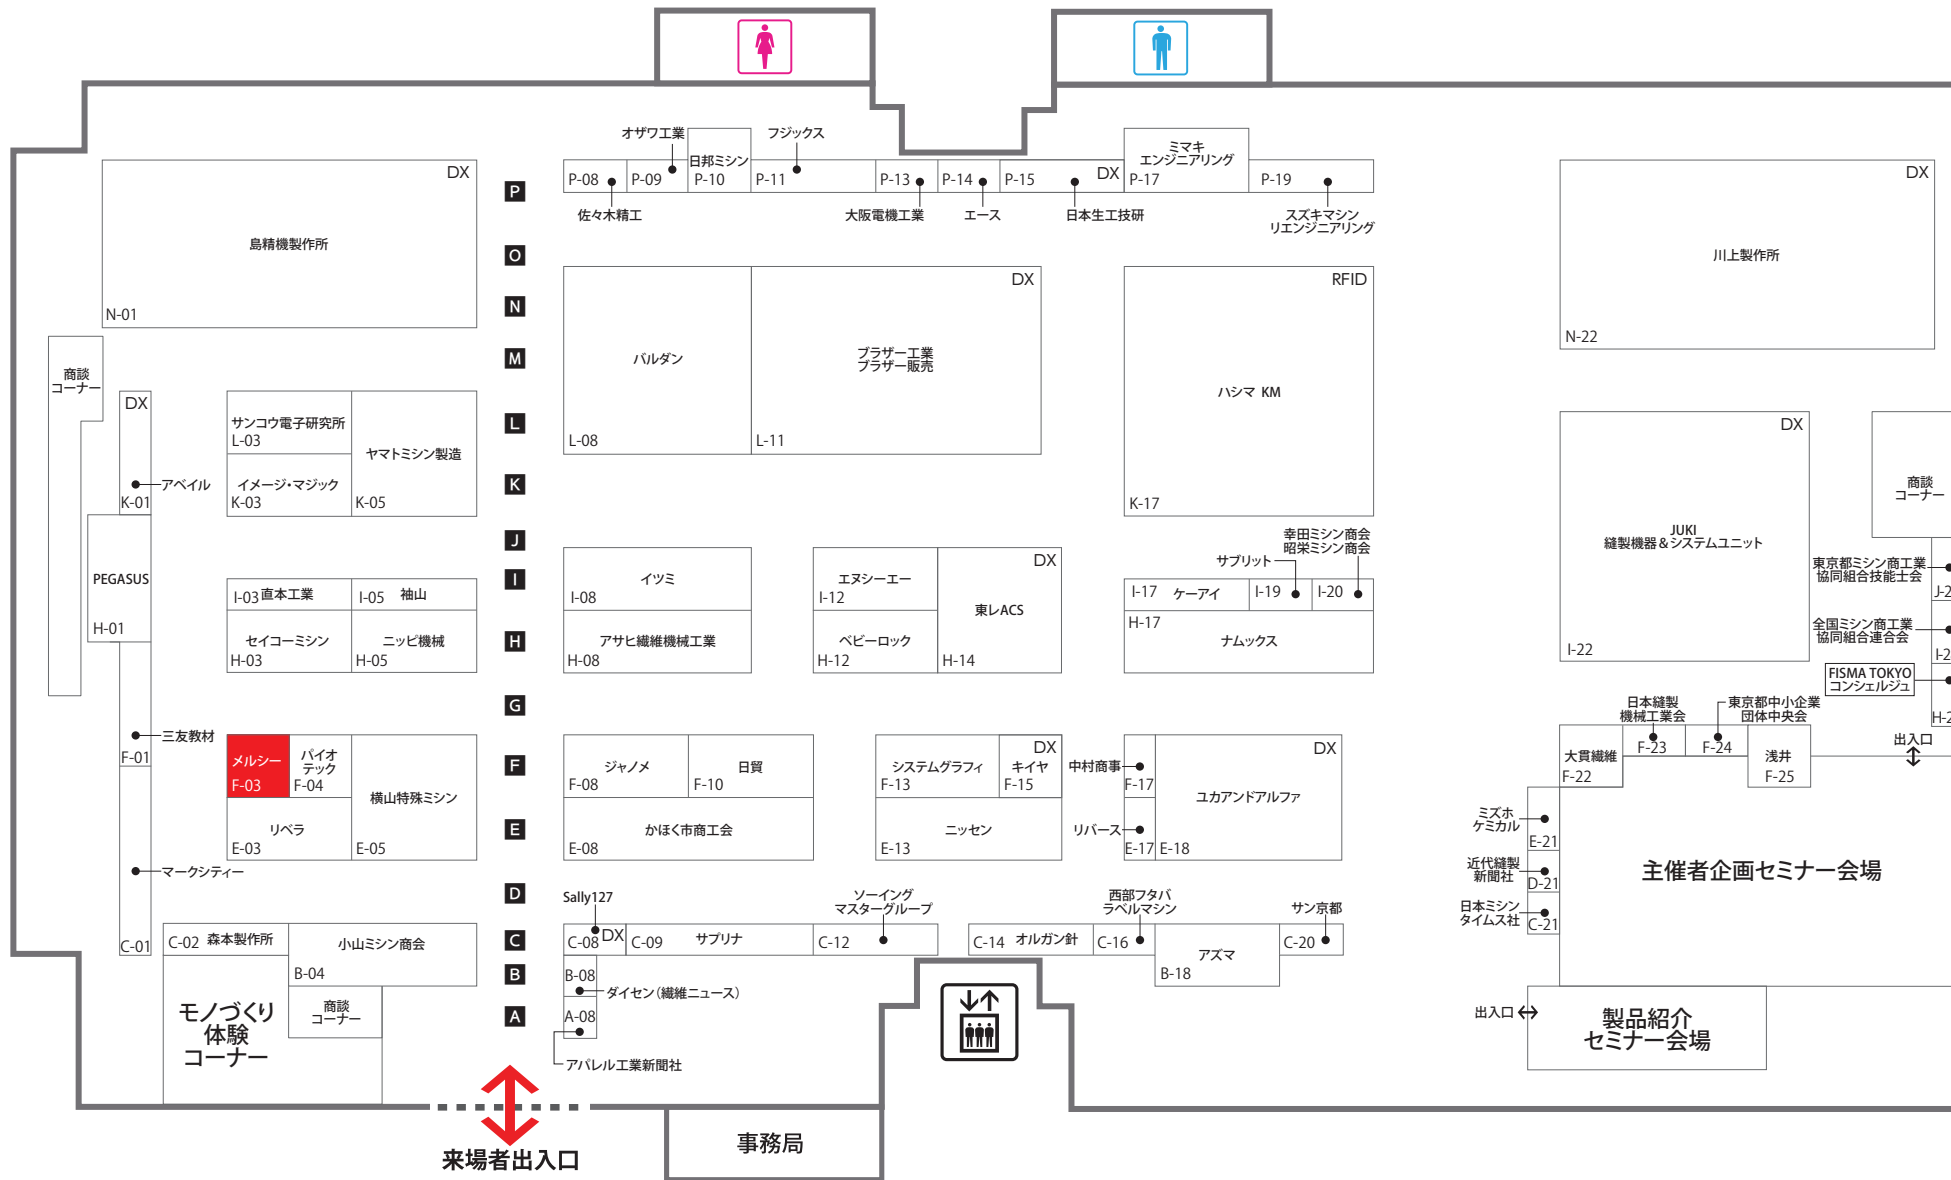 オザワ工業
フジックス
日邦ミシン
ミマキ
エンジニアリング
P-08
P-09
P-10
P-11
P-13
P-14
P-15
DX
P-17
P-19
佐々木精工
大阪電機工業
エース
日本生工技研
スズキマシン
リエンジニアリング
P
O
N
M
L
K
J
I
H
G
F
E
D
C
B
A
DX
島精機製作所
N-01
DX
川上製作所
N-22
バルダン
L-08
DX
ブラザー工業
ブラザー販売
L-11
RFID
ハシマ KM
K-17
商談
コーナー
DX
アベイル
K-01
サンコウ電子研究所
L-03
イメージ・マジック
K-03
ヤマトミシン製造
K-05
DX
JUKI
縫製機器＆システムユニット
I-22
商談
コーナー
PEGASUS
H-01
I-03 直本工業
I-05 袖山
セイコーミシン
H-03
ニッピ機械
H-05
イツミ
I-08
アサヒ繊維機械工業
H-08
エヌシーエー
I-12
ベビーロック
H-12
DX
東レACS
H-14
幸田ミシン商会
昭栄ミシン商会
サプリット
I-17 ケーアイ
I-19
I-20
H-17
ナムックス
東京都ミシン商工業
協同組合技能士会
J-2
全国ミシン商工業
協同組合連合会
I-2
FISMA TOKYO
コンシェルジュ
H-2
三友教材
F-01
メルシー
F-03
パイオ
テック
F-04
横山特殊ミシン
E-05
リベラ
E-03
マークシティー
C-01
ジャノメ
F-08
日貿
F-10
かほく市商工会
E-08
システムグラフィ
F-13
DX
キイヤ
F-15
ニッセン
E-13
中村商事
F-17
リバース
E-17
DX
ユカアンドアルファ
E-18
日本縫製
機械工業会
東京都中小企業
団体中央会
大貫繊維
F-22
F-23
F-24
浅井
F-25
出入口
ミズホ
ケミカル
E-21
近代縫製
新聞社
D-21
日本ミシン
タイムス社
C-21
主催者企画セミナー会場
Sally127
ソーイング
マスターグループ
西部フタバ
ラベルマシン
サン京都
C-02 森本製作所
小山ミシン商会
B-04
C-08
DX
C-09 サプリナ
C-12
C-14 オルガン針
C-16
アズマ
B-18
C-20
B-08
ダイセン（繊維ニュース）
A-08
アパレル工業新聞社
モノづくり
体験
コーナー
商談
コーナー
出入口
製品紹介
セミナー会場
来場者出入口
事務局